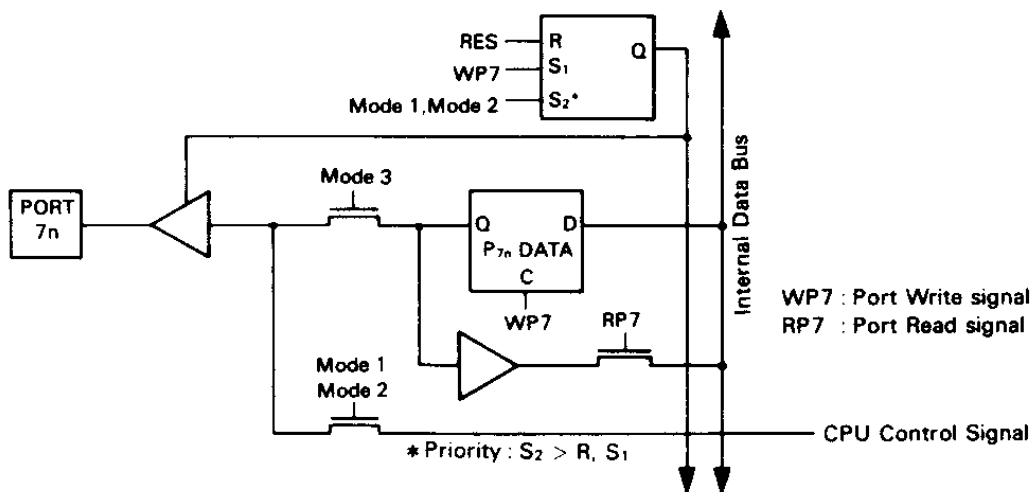 RES
R
Q
WP7
S₁
Mode 1, Mode 2
S₂*
Internal Data Bus
Mode 3
PORT
7n
Q
D
P₇ₙ DATA
C
WP7
RP7
WP7 : Port Write signal
RP7 : Port Read signal
Mode 1
Mode 2
CPU Control Signal
* Priority : S₂ > R, S₁